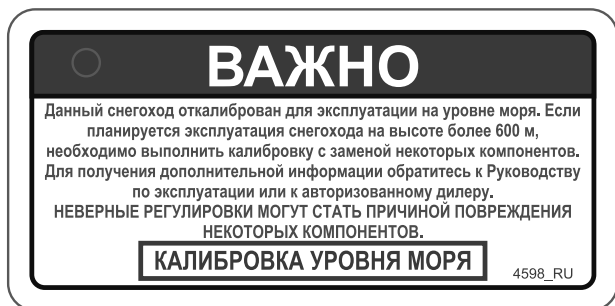 ВАЖНО
Данный снегоход откалиброван для эксплуатации на уровне моря. Если
планируется эксплуатация снегохода на высоте более 600 м,
необходимо выполнить калибровку с заменой некоторых компонентов.
Для получения дополнительной информации обратитесь к Руководству
по эксплуатации или к авторизованному дилеру.
НЕВЕРНЫЕ РЕГУЛИРОВКИ МОГУТ СТАТЬ ПРИЧИНОЙ ПОВРЕЖДЕНИЯ
НЕКОТОРЫХ КОМПОНЕНТОВ.
КАЛИБРОВКА УРОВНЯ МОРЯ
4598_RU